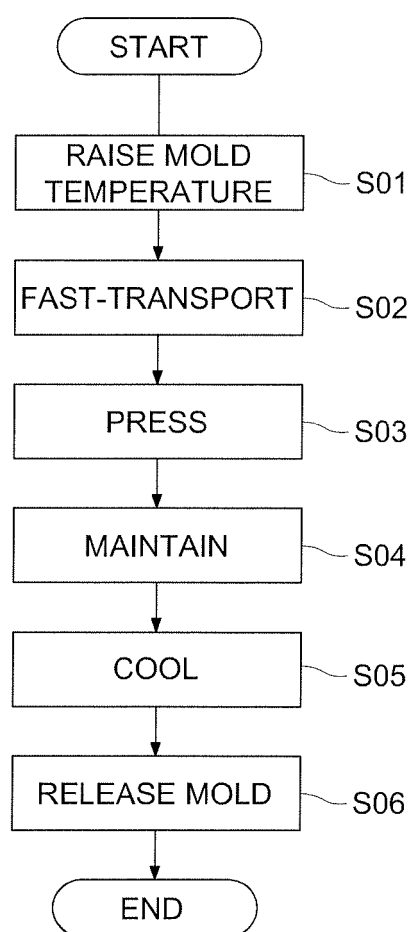 START
RAISE MOLD
TEMPERATURE
S01
FAST-TRANSPORT
S02
PRESS
S03
MAINTAIN
S04
COOL
S05
RELEASE MOLD
S06
END